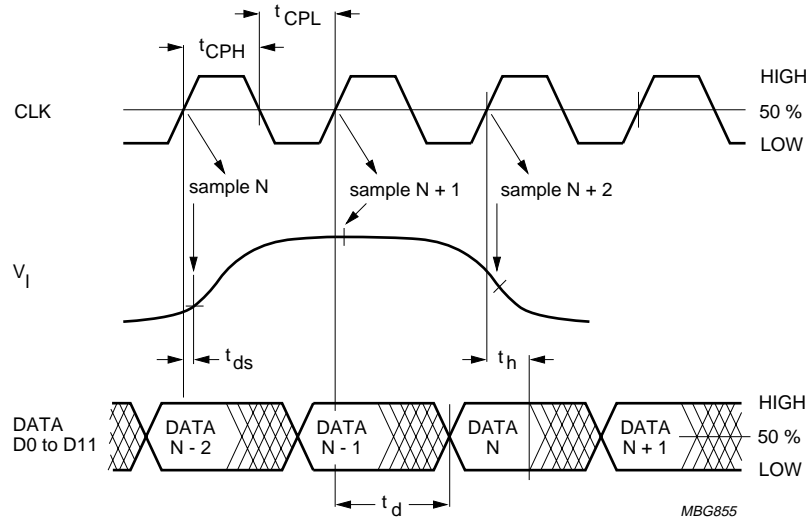 t CPL
t CPH
HIGH
CLK
50 %
LOW
sample N
sample N + 1
sample N + 2
V I
t ds
t h
HIGH
DATA
D0 to D11
DATA
N - 2
DATA
N - 1
DATA
N
DATA
N + 1
50 %
LOW
t d
MBG855